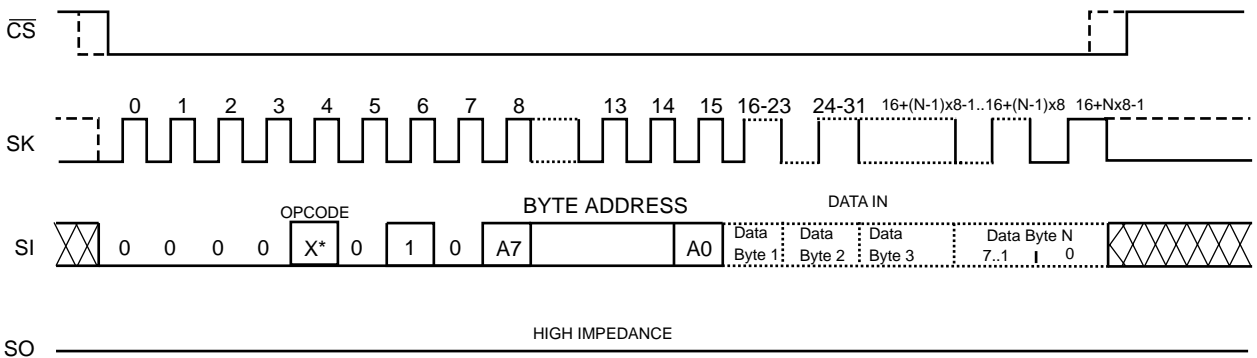 CS
0 1 2 3 4 5 6 7 8 13 14 15 16-23 24-31 16+(N-1)x8-1..16+(N-1)x8 16+Nx8-1
SK
OPCODE BYTE ADDRESS DATA IN
SI 0 0 0 0 X* 0 1 0 A7 A0
Data Data Data Data Byte N
Byte 1 Byte 2 Byte 3 7..1 0
HIGH IMPEDANCE
SO